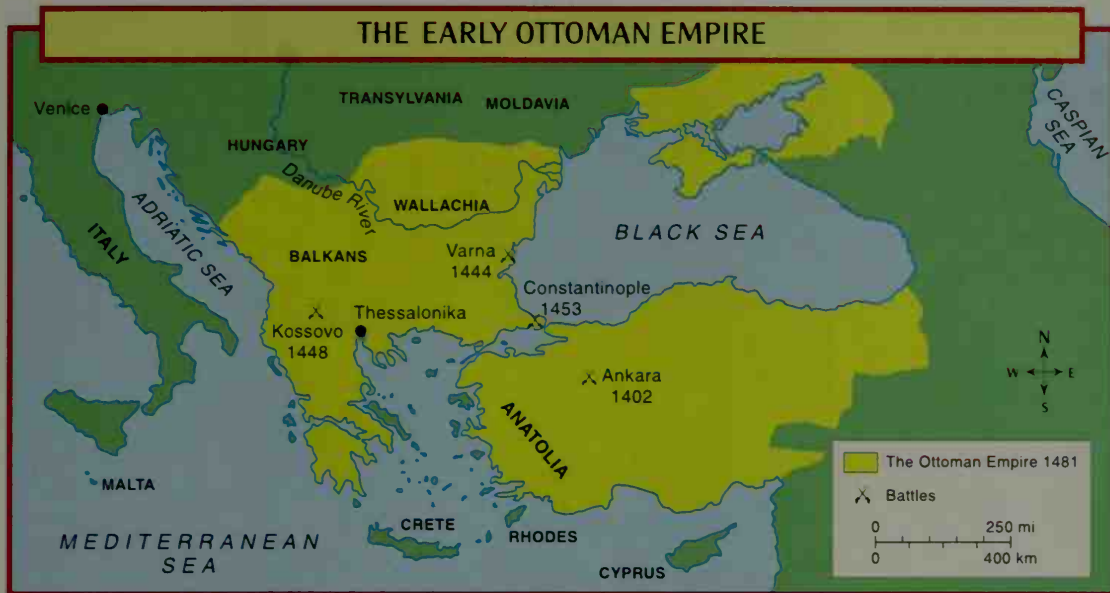 THE EARLY OTTOMAN EMPIRE
Venice
TRANSYLVANIA
MOLDAVIA
CASPIAN
SEA
HUNGARY
Danube River
WALLACHIA
ADRIATIC SEA
ITALY
BALKANS
Varna
1444
BLACK SEA
Constantinople
1453
Kossovo
1448
Thessalonika
Ankara
1402
ANATOLIA
N
W
E
S
MALTA
MEDITERRANEAN
SEA
CRETE
RHODES
CYPRUS
The Ottoman Empire 1481
Battles
0 250 mi
0 400 km